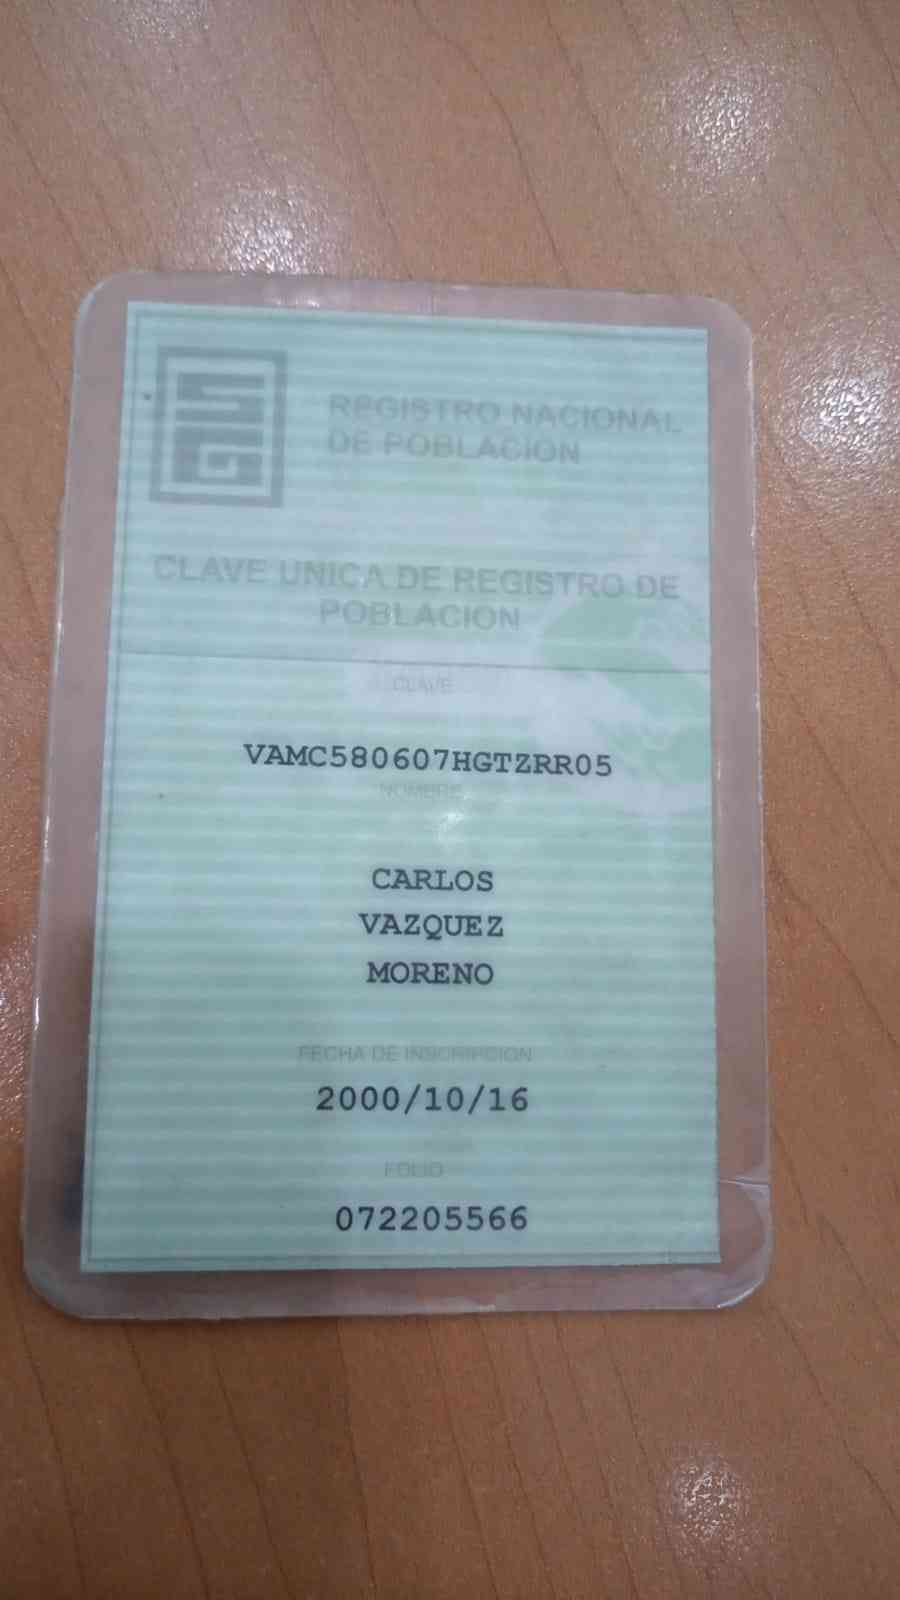 SG
REGISTRO NACIONAL
DE POBLACION
CLAVE UNICA DE REGISTRO DE
POBLACION
CLAVE
VAMC580607HGTZRR05
NOMBRE
CARLOS
VAZQUEZ
MORENO
FECHA DE INSCRIPCION
2000/10/16
FOLIO
072205566